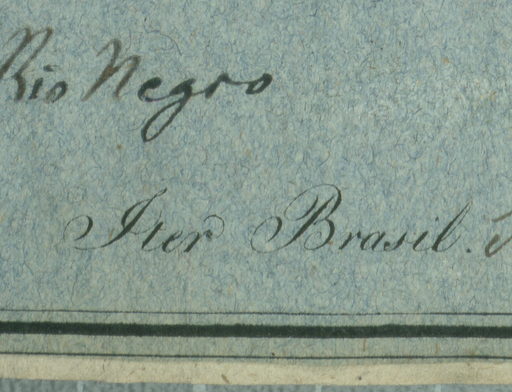 Rio Negro
Iter Brasil.